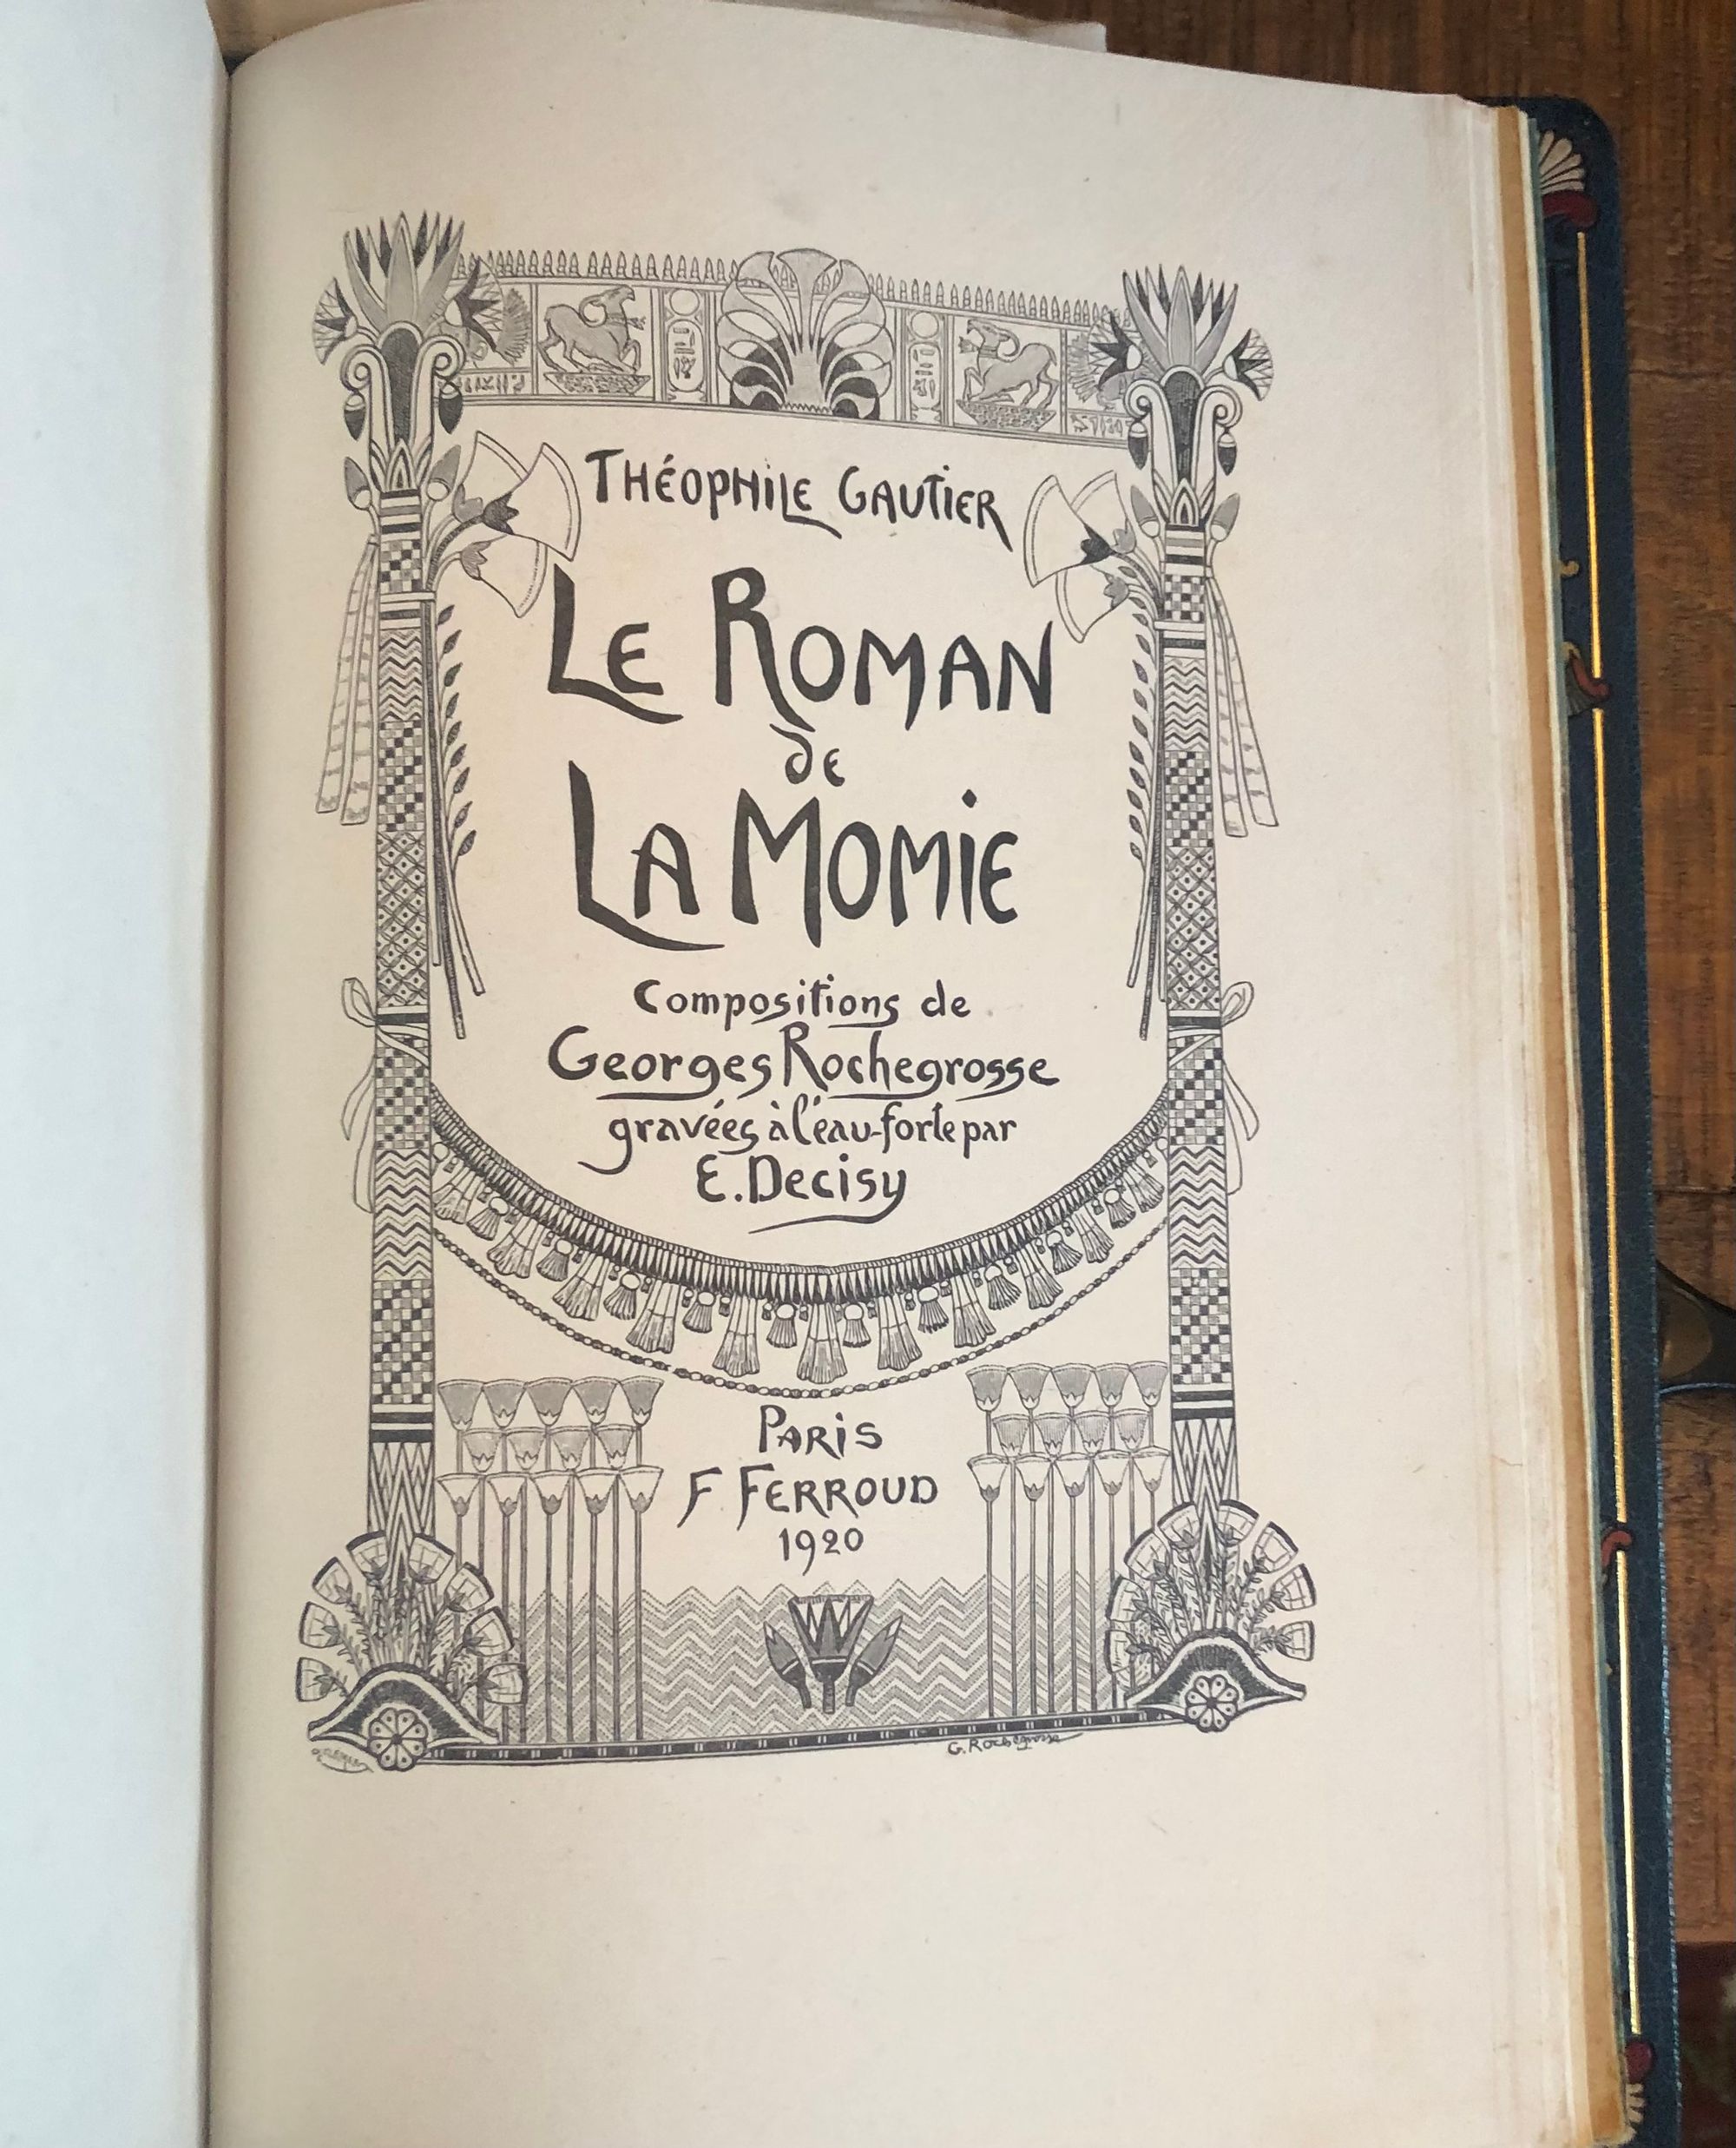 THÉOPHILE GAUTIER
LE ROMAN
DE
LA MOMIE
Compositions de
Georges Rochegrosse
gravées à l'éau-forte par
E. Decisy
PARIS
F. FERROUD
1920
G. Rochegrosse